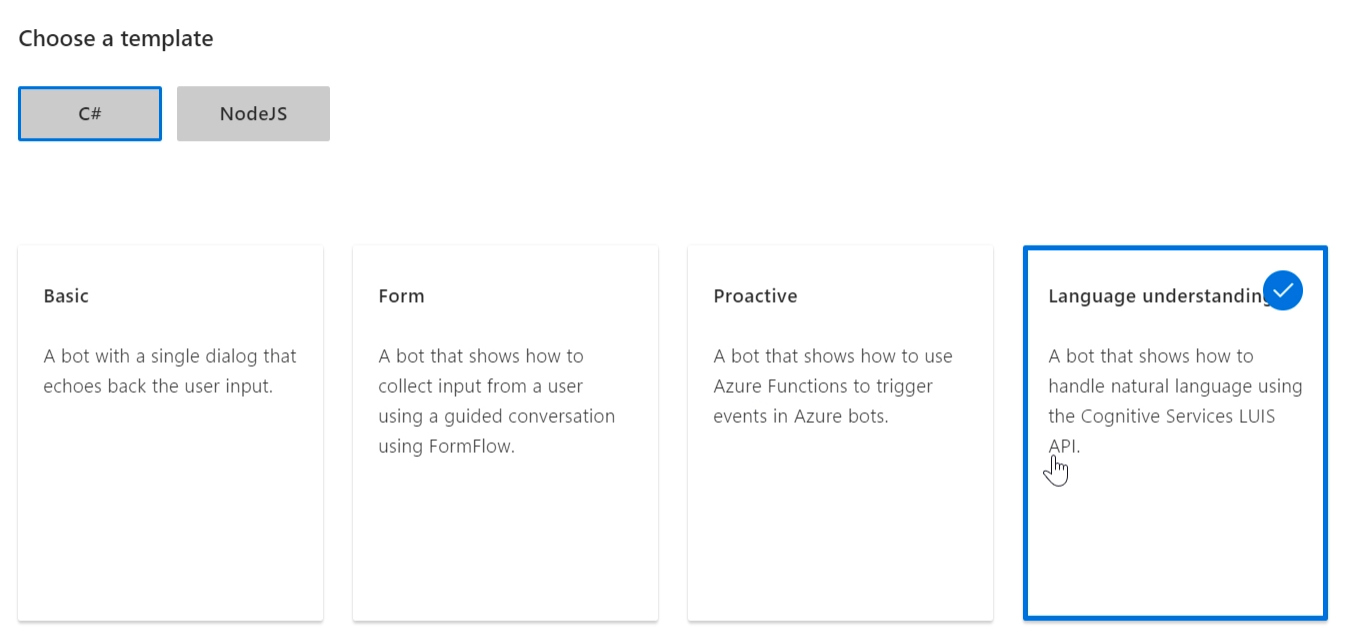 Choose a template
C#
NodeJS
Basic
A bot with a single dialog that
echoes back the user input.
Form
A bot that shows how to
collect input from a user
using a guided conversation
using FormFlow.
Proactive
A bot that shows how to use
Azure Functions to trigger
events in Azure bots.
Language understanding
A bot that shows how to
handle natural language using
the Cognitive Services LUIS
API.